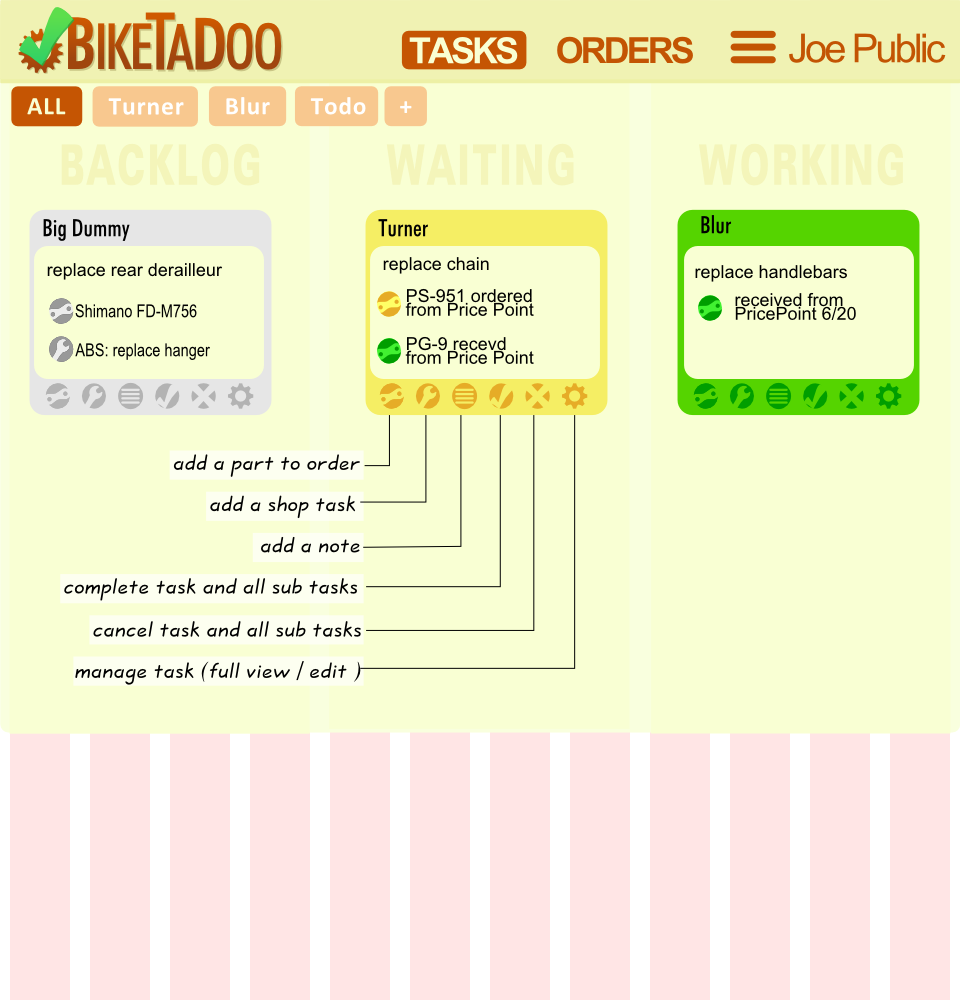 BIKETADOO
TASKS ORDERS Joe Public
ALL Turner Blur Todo +
BACKLOG WAITING WORKING
Big Dummy
replace rear derailleur
Shimano FD-M756
ABS: replace hanger
Turner
replace chain
PS-951 ordered
from Price Point
PG-9 recevd
from Price Point
Blur
replace handlebars
received from
PricePoint 6/20
add a part to order
add a shop task
add a note
complete task and all sub tasks
cancel task and all sub tasks
manage task (full view / edit )